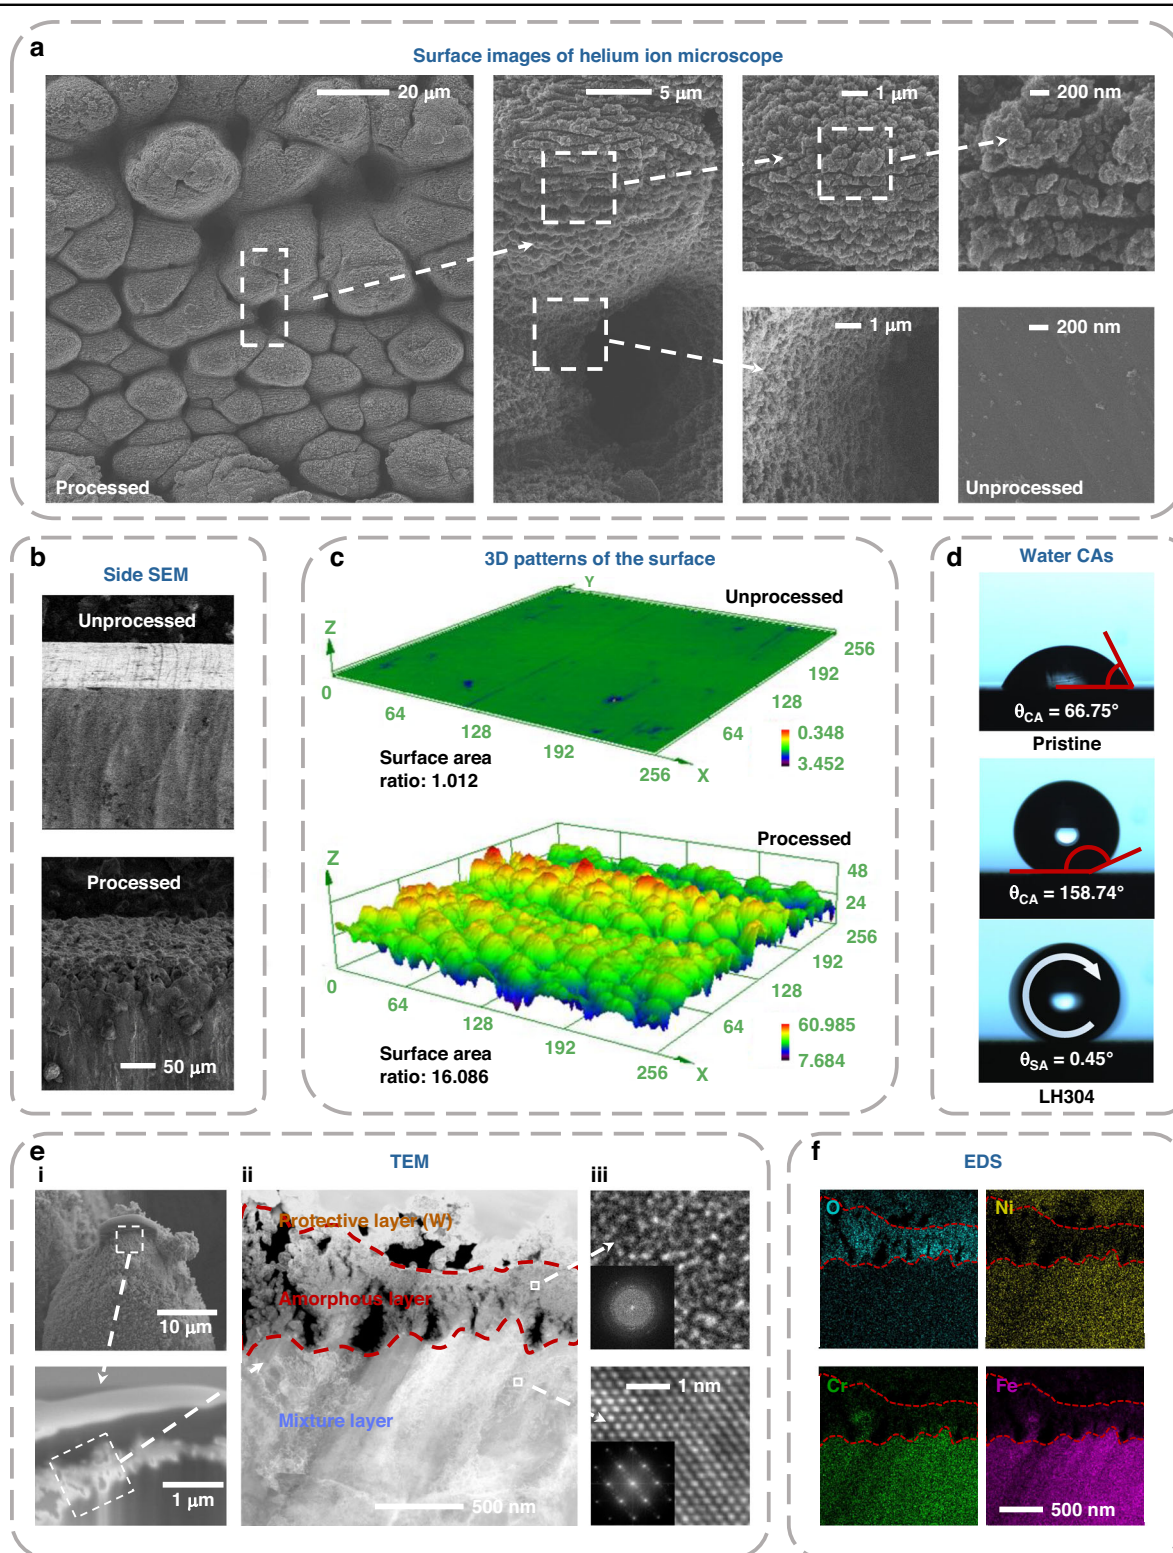 a
Surface images of helium ion microscope
20 μm
5 μm
1 μm
200 nm
1 μm
200 nm
Processed
Unprocessed
b
Side SEM
Unprocessed
Processed
50 μm
c
3D patterns of the surface
Unprocessed
Y
Z
0
64
128
192
256
X
64
128
192
256
0.348
3.452
Surface area
ratio: 1.012
Processed
Z
48
24
256
192
128
64
0
64
128
192
256
X
60.985
7.684
Surface area
ratio: 16.086
d
Water CAs
θCA = 66.75°
Pristine
θCA = 158.74°
θSA = 0.45°
LH304
e
TEM
i
ii
iii
10 μm
1 μm
Protective layer (W)
Amorphous layer
Mixture layer
500 nm
1 nm
f
EDS
O
Ni
Cr
Fe
500 nm